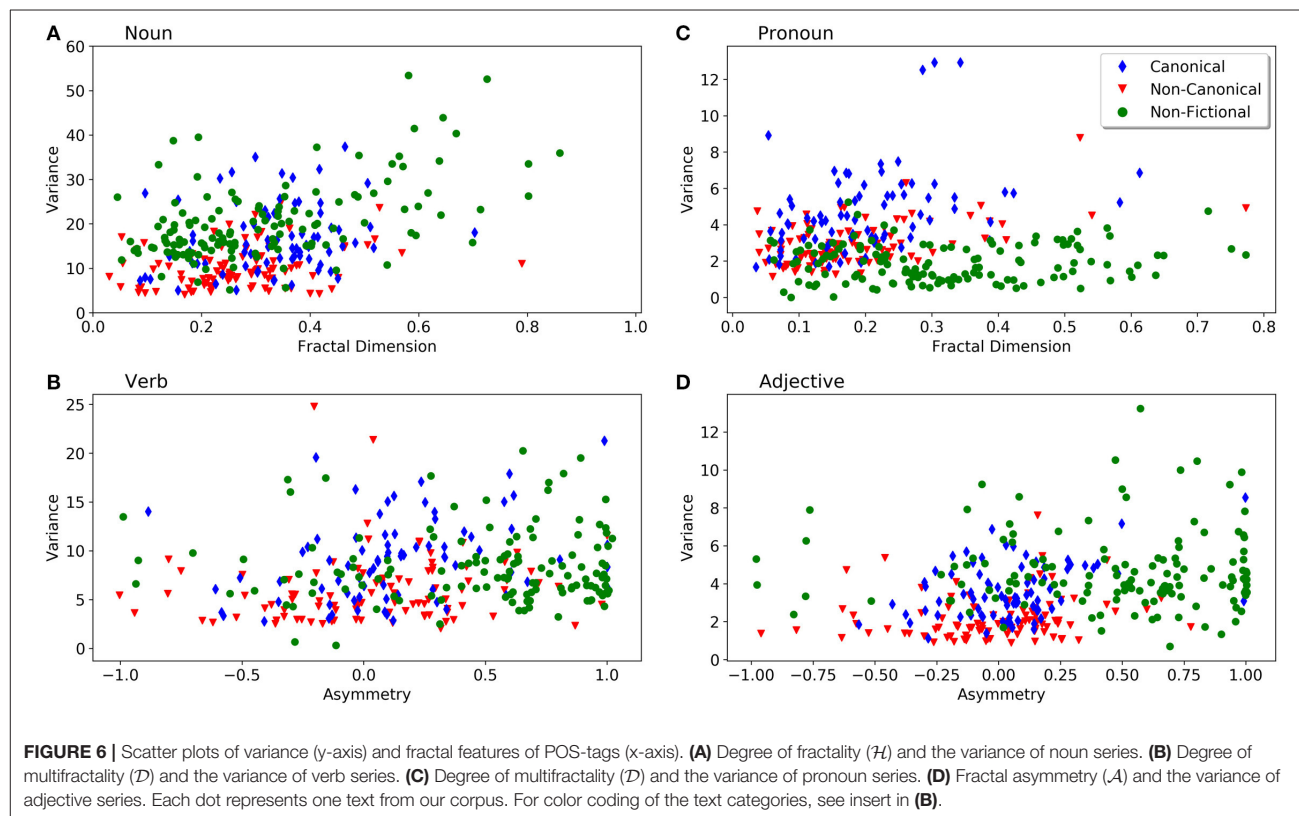 A Noun
60
50
40
30
20
10
0
Variance
0.0 0.2 0.4 0.6 0.8 1.0
Fractal Dimension
C Pronoun
Canonical
Non-Canonical
Non-Fictional
12
10
8
6
4
2
0
Variance
0.0 0.1 0.2 0.3 0.4 0.5 0.6 0.7 0.8
Fractal Dimension
B Verb
25
20
15
10
5
0
Variance
−1.0 −0.5 0.0 0.5 1.0
Asymmetry
D Adjective
12
10
8
6
4
2
0
Variance
−1.00 −0.75 −0.50 −0.25 0.00 0.25 0.50 0.75 1.00
Asymmetry
FIGURE 6 | Scatter plots of variance (y-axis) and fractal features of POS-tags (x-axis). (A) Degree of fractality (ℋ) and the variance of noun series. (B) Degree of
multifractality (𝒟) and the variance of verb series. (C) Degree of multifractality (𝒟) and the variance of pronoun series. (D) Fractal asymmetry (𝒜) and the variance of
adjective series. Each dot represents one text from our corpus. For color coding of the text categories, see insert in (B).